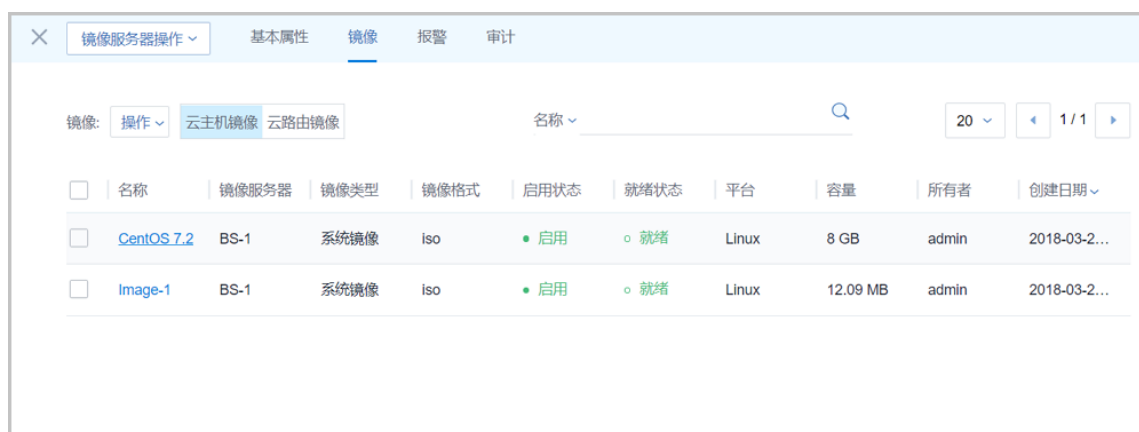 镜像服务器操作 基本属性 镜像 报警 审计
镜像: 操作 云主机镜像 云路由镜像 名称 20 1 / 1
名称 镜像服务器 镜像类型 镜像格式 启用状态 就绪状态 平台 容量 所有者 创建日期
CentOS 7.2 BS-1 系统镜像 iso 启用 就绪 Linux 8 GB admin 2018-03-2...
Image-1 BS-1 系统镜像 iso 启用 就绪 Linux 12.09 MB admin 2018-03-2...